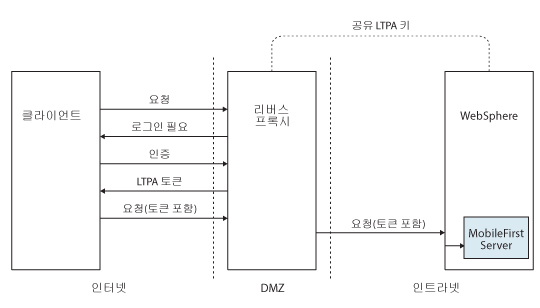 공유 LTPA 키
클라이언트
요청
로그인 필요
인증
LTPA 토큰
요청(토큰 포함)
리버스
프록시
요청(토큰 포함)
WebSphere
MobileFirst
Server
인터넷
DMZ
인트라넷